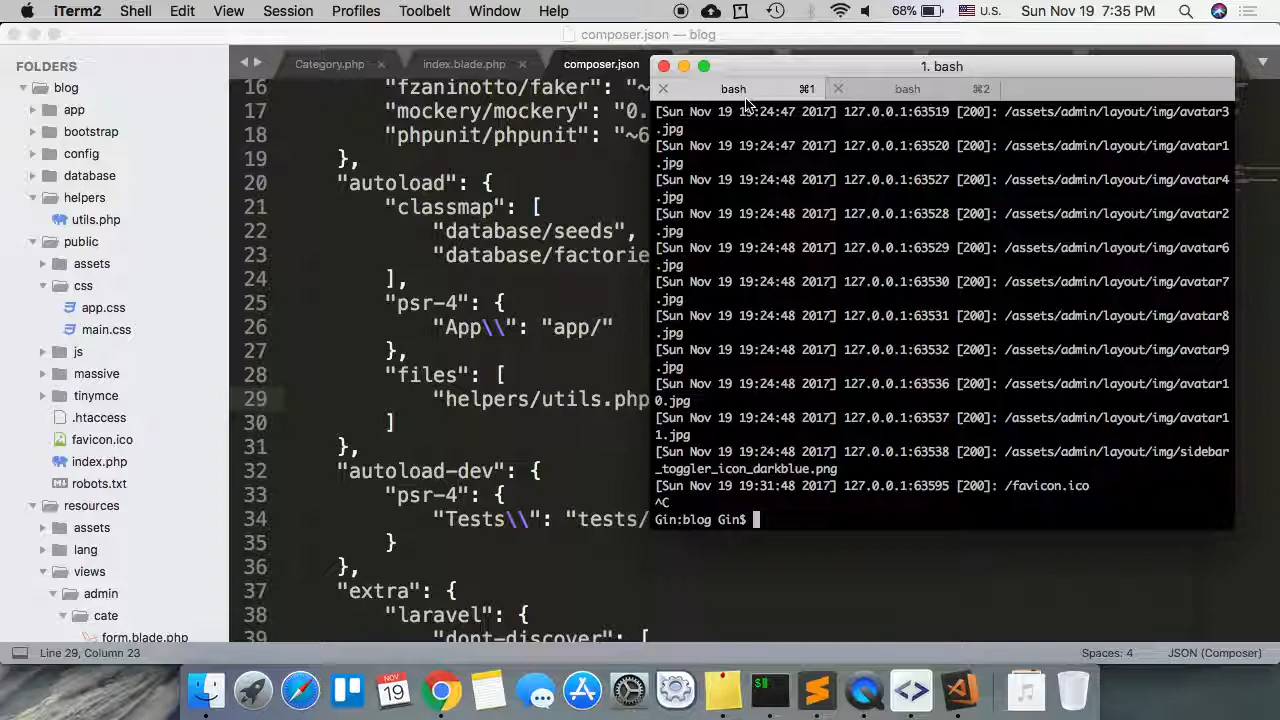 iTerm2 Shell Edit View Session Profiles Toolbelt Window Help 68% U.S. Sun Nov 19 7:35 PM
composer.json — blog
FOLDERS
blog
app
bootstrap
config
database
helpers
utils.php
public
assets
css
app.css
main.css
js
massive
tinymce
.htaccess
favicon.ico
index.php
robots.txt
resources
assets
lang
views
admin
cate
form.blade.php
Category.php index.blade.php composer.json
16 "fzaninotto/faker": "~
17 "mockery/mockery": "0.
18 "phpunit/phpunit": "~6
19 },
20 "autoload": {
21 "classmap": [
22 "database/seeds",
23 "database/factorie
24 ],
25 "psr-4": {
26 "App\\": "app/"
27 },
28 "files": [
29 "helpers/utils.php
30 ]
31 },
32 "autoload-dev": {
33 "psr-4": {
34 "Tests\\": "tests/
35 }
36 },
37 "extra": {
38 "laravel": {
39 "dont-discover": [
1. bash
bash ⌘1 bash ⌘2
[Sun Nov 19 19:24:47 2017] 127.0.0.1:63519 [200]: /assets/admin/layout/img/avatar3
.jpg
[Sun Nov 19 19:24:47 2017] 127.0.0.1:63520 [200]: /assets/admin/layout/img/avatar1
.jpg
[Sun Nov 19 19:24:48 2017] 127.0.0.1:63527 [200]: /assets/admin/layout/img/avatar4
.jpg
[Sun Nov 19 19:24:48 2017] 127.0.0.1:63528 [200]: /assets/admin/layout/img/avatar2
.jpg
[Sun Nov 19 19:24:48 2017] 127.0.0.1:63529 [200]: /assets/admin/layout/img/avatar6
.jpg
[Sun Nov 19 19:24:48 2017] 127.0.0.1:63530 [200]: /assets/admin/layout/img/avatar7
.jpg
[Sun Nov 19 19:24:48 2017] 127.0.0.1:63531 [200]: /assets/admin/layout/img/avatar8
.jpg
[Sun Nov 19 19:24:48 2017] 127.0.0.1:63532 [200]: /assets/admin/layout/img/avatar9
.jpg
[Sun Nov 19 19:24:48 2017] 127.0.0.1:63536 [200]: /assets/admin/layout/img/avatar1
0.jpg
[Sun Nov 19 19:24:48 2017] 127.0.0.1:63537 [200]: /assets/admin/layout/img/avatar1
1.jpg
[Sun Nov 19 19:24:48 2017] 127.0.0.1:63538 [200]: /assets/admin/layout/img/sidebar
_toggler_icon_darkblue.png
[Sun Nov 19 19:31:48 2017] 127.0.0.1:63595 [200]: /favicon.ico
^C
Gin:blog Gin$
Line 29, Column 23 Spaces: 4 JSON (Composer)
NOV
19
$